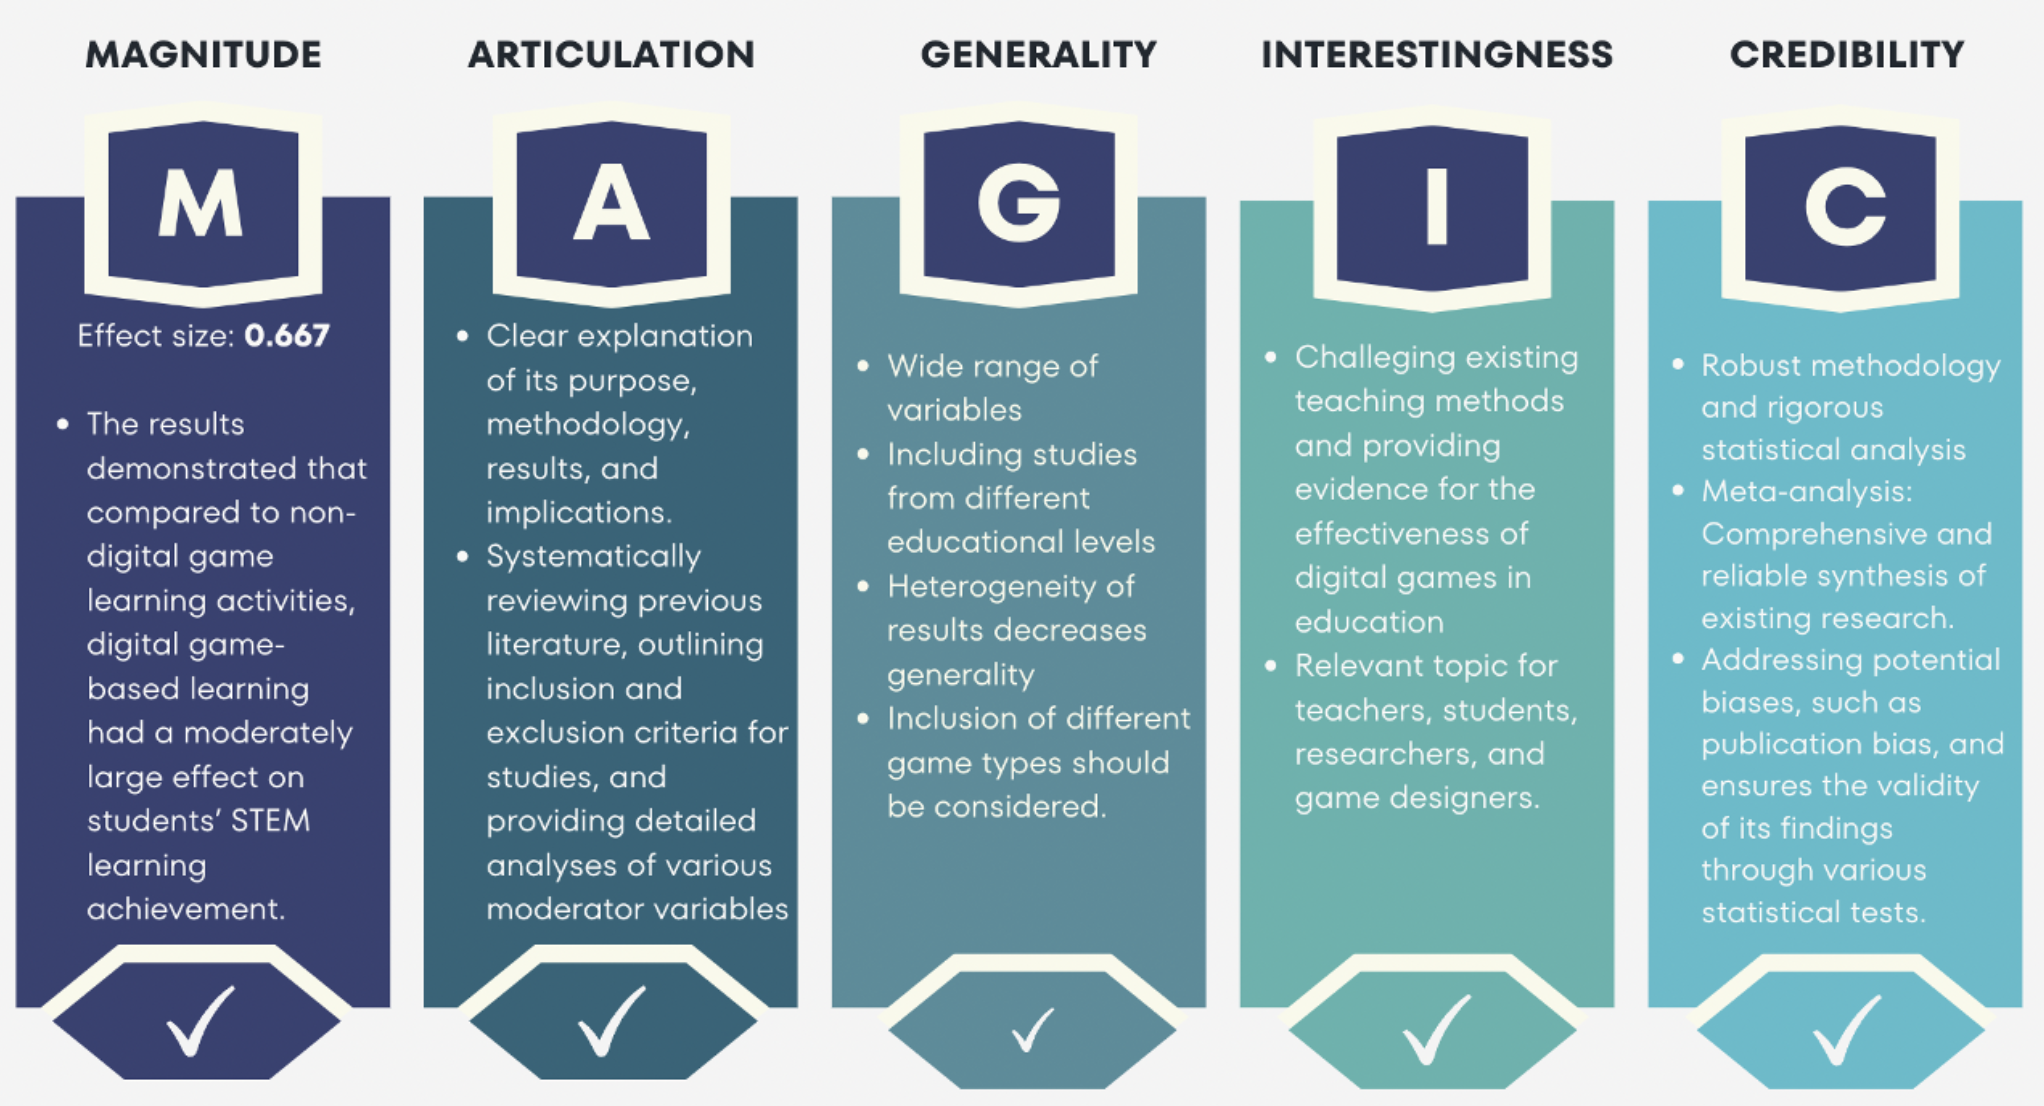 MAGNITUDE
M
Effect size: 0.667
• The results
demonstrated that
compared to non-
digital game
learning activities,
digital game-
based learning
had a moderately
large effect on
students’ STEM
learning
achievement.
✓
ARTICULATION
A
• Clear explanation
of its purpose,
methodology,
results, and
implications.
• Systematically
reviewing previous
literature, outlining
inclusion and
exclusion criteria for
studies, and
providing detailed
analyses of various
moderator variables
✓
GENERALITY
G
• Wide range of
variables
• Including studies
from different
educational levels
• Heterogeneity of
results decreases
generality
• Inclusion of different
game types should
be considered.
✓
INTERESTINGNESS
I
• Challeging existing
teaching methods
and providing
evidence for the
effectiveness of
digital games in
education
• Relevant topic for
teachers, students,
researchers, and
game designers.
✓
CREDIBILITY
C
• Robust methodology
and rigorous
statistical analysis
• Meta-analysis:
Comprehensive and
reliable synthesis of
existing research.
• Addressing potential
biases, such as
publication bias, and
ensures the validity
of its findings
through various
statistical tests.
✓